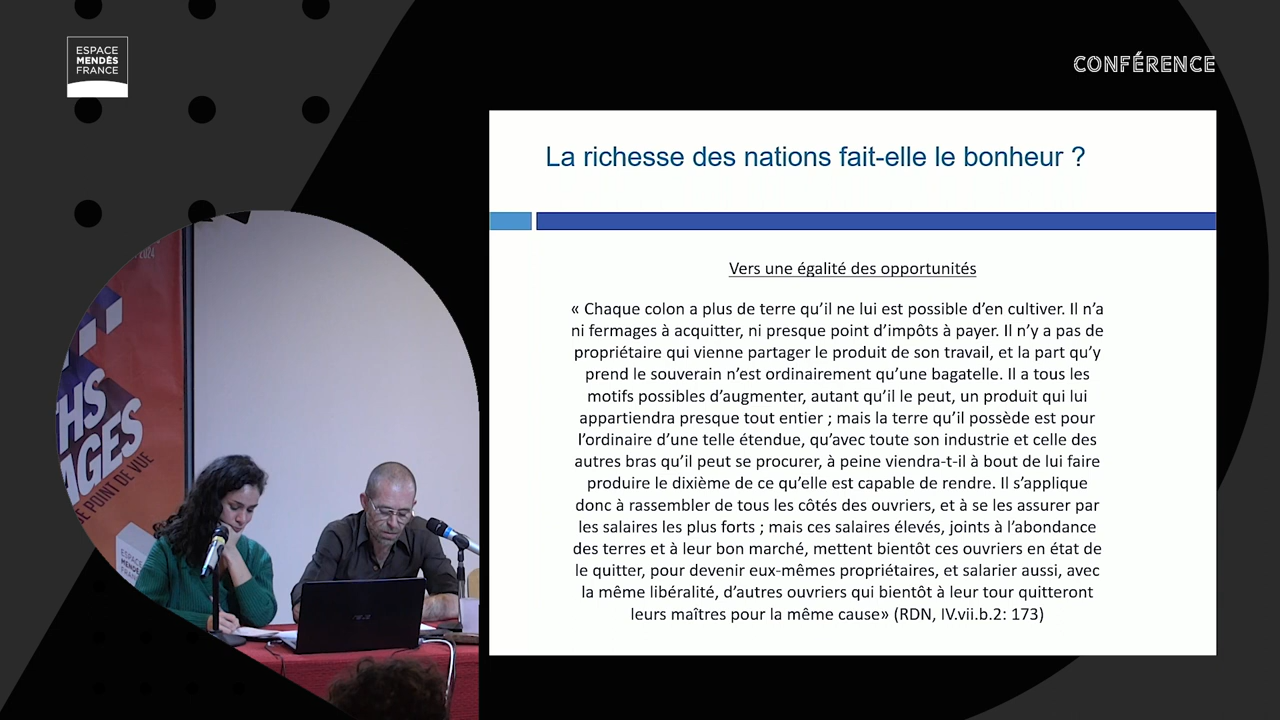 ESPACE
MENDÈS
FRANCE
CONFÉRENCE
La richesse des nations fait-elle le bonheur ?
Vers une égalité des opportunités
« Chaque colon a plus de terre qu’il ne lui est possible d’en cultiver. Il n’a
ni fermages à acquitter, ni presque point d’impôts à payer. Il n’y a pas de
propriétaire qui vienne partager le produit de son travail, et la part qu’y
prend le souverain n’est ordinairement qu’une bagatelle. Il a tous les
motifs possibles d’augmenter, autant qu’il le peut, un produit qui lui
appartiendra presque tout entier ; mais la terre qu’il possède est pour
l’ordinaire d’une telle étendue, qu’avec toute son industrie et celle des
autres bras qu’il peut se procurer, à peine viendra-t-il à bout de lui faire
produire le dixième de ce qu’elle est capable de rendre. Il s’applique
donc à rassembler de tous les côtés des ouvriers, et à se les assurer par
les salaires les plus forts ; mais ces salaires élevés, joints à l’abondance
des terres et à leur bon marché, mettent bientôt ces ouvriers en état de
le quitter, pour devenir eux-mêmes propriétaires, et salarier aussi, avec
la même libéralité, d’autres ouvriers qui bientôt à leur tour quitteront
leurs maîtres pour la même cause» (RDN, IV.vii.b.2: 173)
2024
THS
AGES
POINT DE VUE
ESPACE
MENDÈS
FRANCE